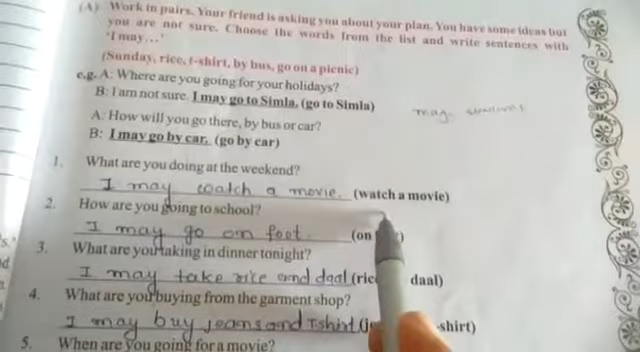 (A) Work in pairs. Your friend is asking you about your plan. You have some ideas but
you are not sure. Choose the words from the list and write sentences with
'I may…'
(Sunday, rice, t-shirt, by bus, go on a picnic)
e.g. A: Where are you going for your holidays?
B: I am not sure. I may go to Simla. (go to Simla)
may
A: How will you go there, by bus or car?
B: I may go by car. (go by car)
1. What are you doing at the weekend?
I may watch a movie. (watch a movie)
2. How are you going to school?
I may go on foot. (on
3. What are you taking in dinner tonight?
I may take rice and daal (ric daal)
4. What are you buying from the garment shop?
I may buy jeans and T.shirt (j -shirt)
5. When are you going for a movie?